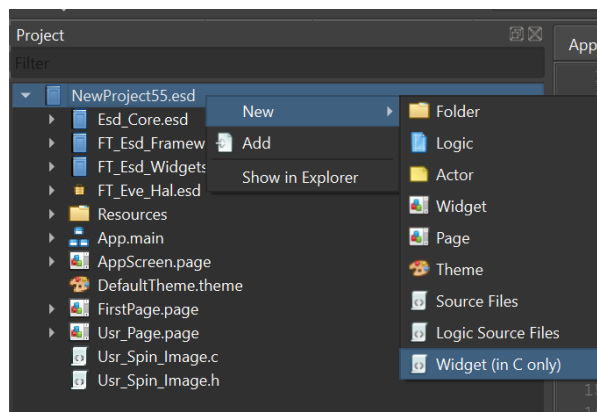 Project
App
Filter
NewProject55.esd
New
Folder
Esd_Core.esd
Logic
FT_Esd_Framew
Add
Actor
FT_Esd_Widgets
Show in Explorer
Widget
FT_Eve_Hal.esd
Resources
Page
App.main
Theme
AppScreen.page
DefaultTheme.theme
Source Files
FirstPage.page
Logic Source Files
Usr_Page.page
Usr_Spin_Image.c
Widget (in C only)
Usr_Spin_Image.h